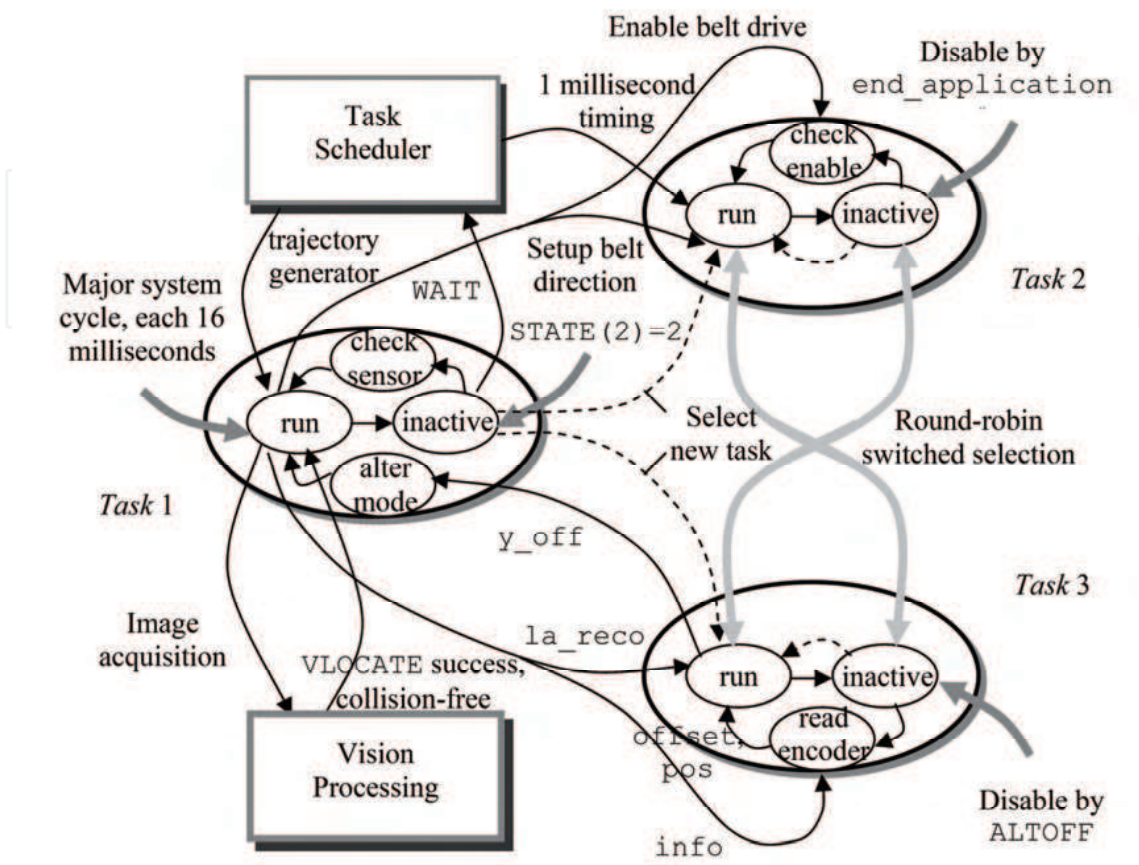 Enable belt drive
Disable by
end_application
1 millisecond
timing
Task
Scheduler
check
enable
run
inactive
trajectory
generator
WAIT
Setup belt
direction
Task 2
Major system
cycle, each 16
milliseconds
STATE(2)=2
check
sensor
run
inactive
Select
new task
Round-robin
switched selection
alter
mode
Task 1
y_off
Task 3
Image
acquisition
la_reco
VLOCATE success,
collision-free
run
inactive
read
encoder
offset,
pos
Vision
Processing
Disable by
ALTOFF
info